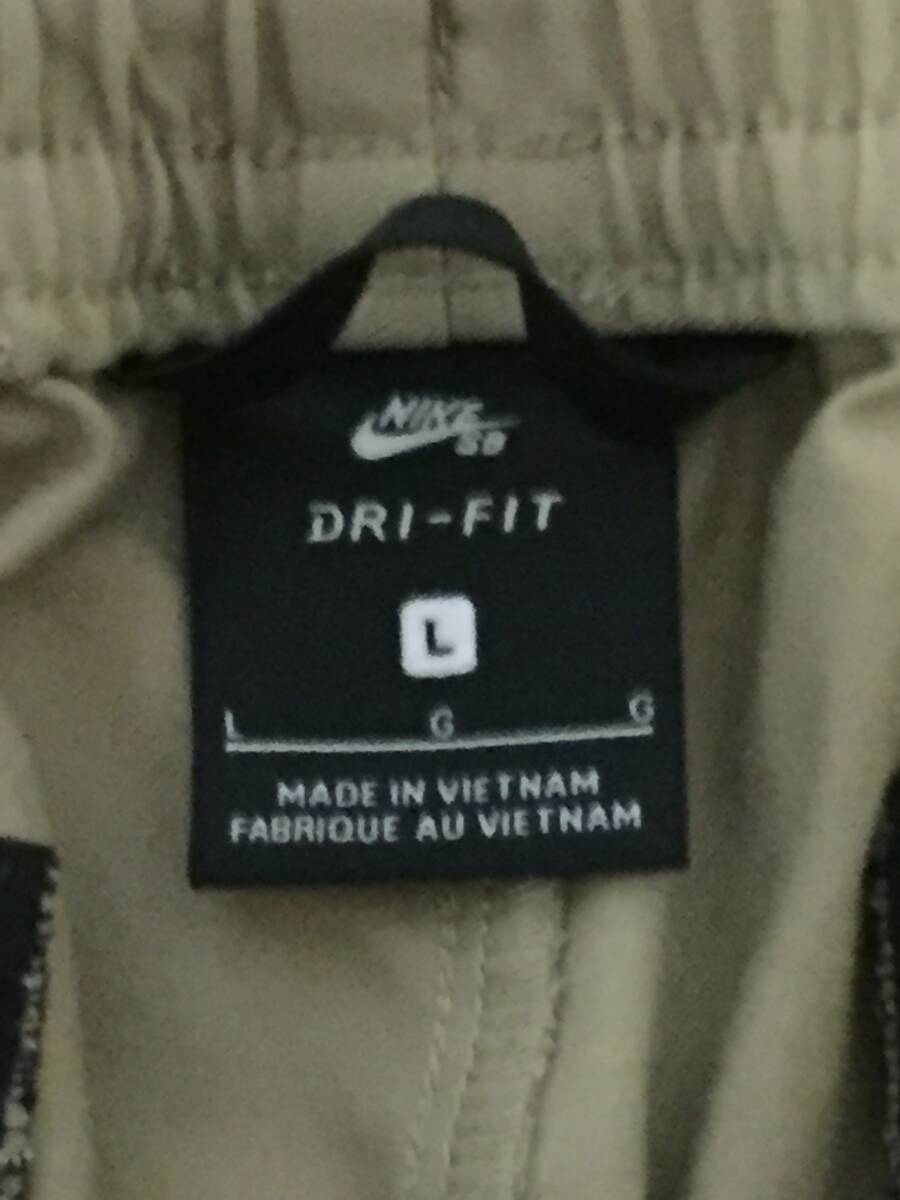 NIKE
SB
DRI-FIT
L
L G G
MADE IN VIETNAM
FABRIQUE AU VIETNAM